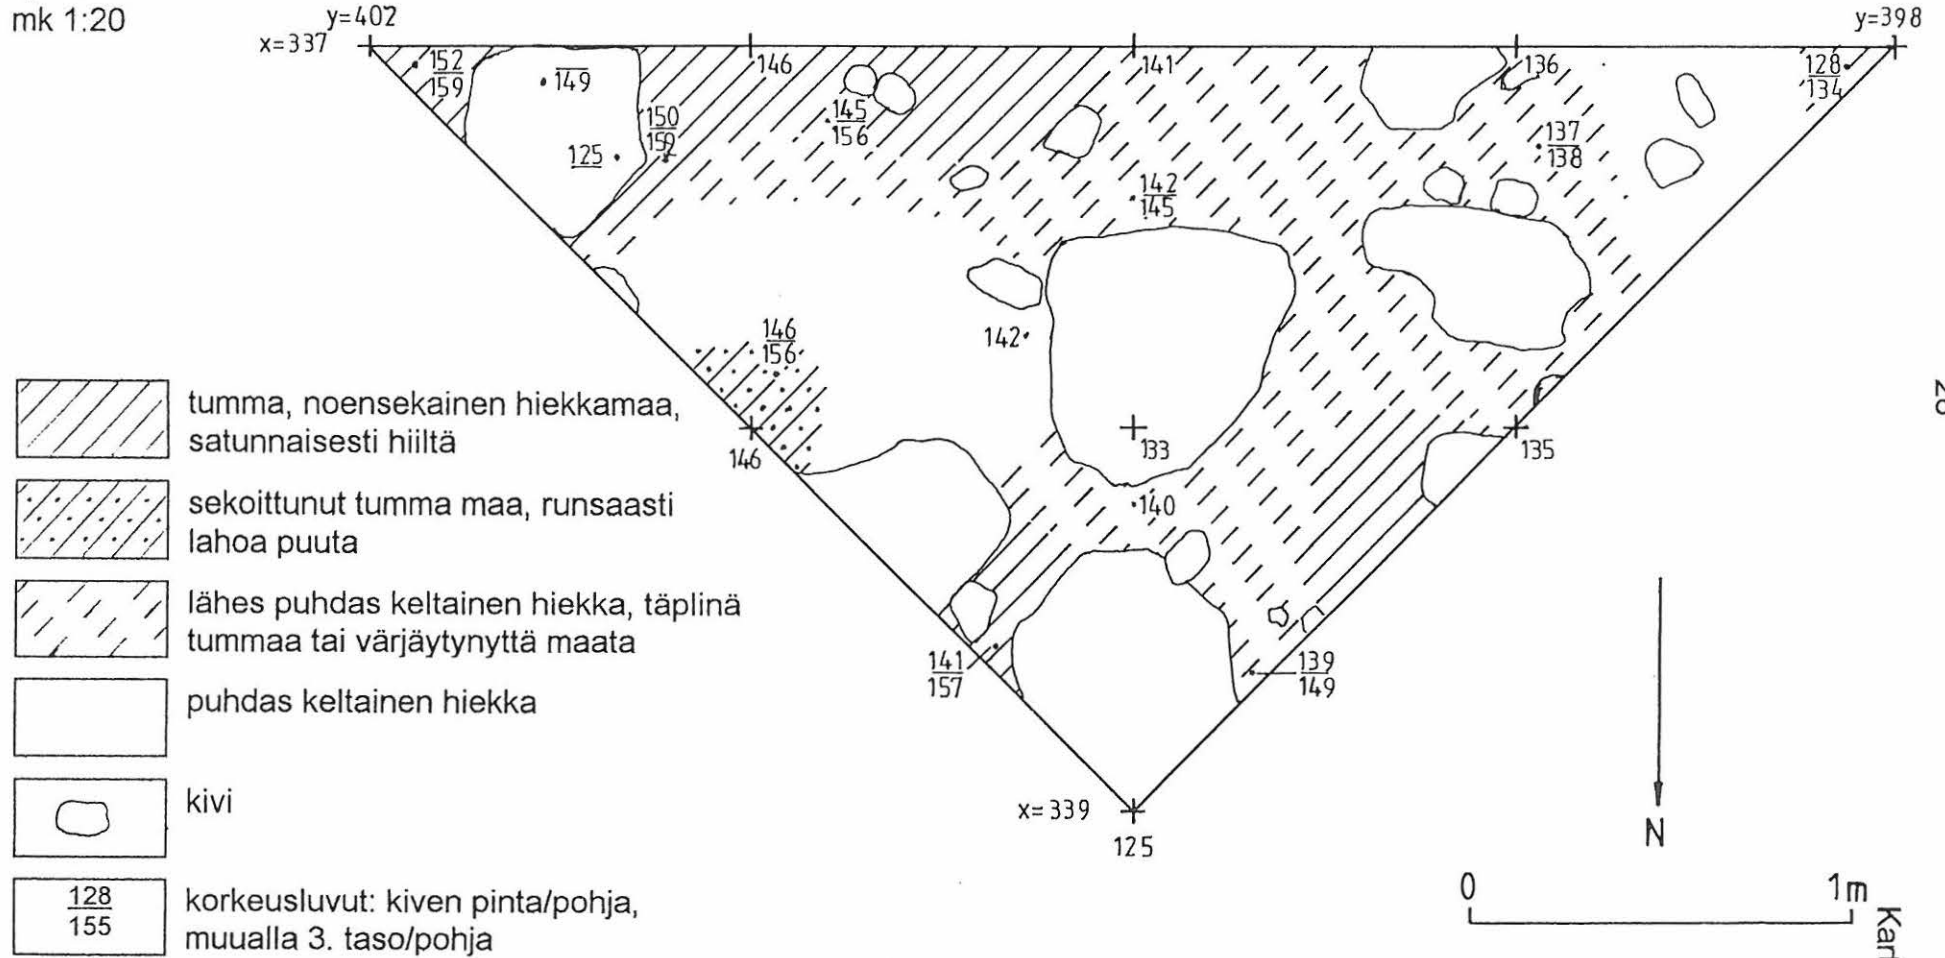 mk 1:20
y=402
y=398
x=337
152
159
149
146
141
136
128
134
150
159
145
156
137
138
125
142
145
146
156
142
133
146
135
140
141
157
139
149
x=339
125
tumma, noensekainen hiekkamaa,
satunnaisesti hiiltä
sekoittunut tumma maa, runsaasti
lahoa puuta
lähes puhdas keltainen hiekka, täplinä
tummaa tai värjäytynyttä maata
puhdas keltainen hiekka
kivi
128
155
korkeusluvut: kiven pinta/pohja,
muualla 3. taso/pohja
N
0 1m